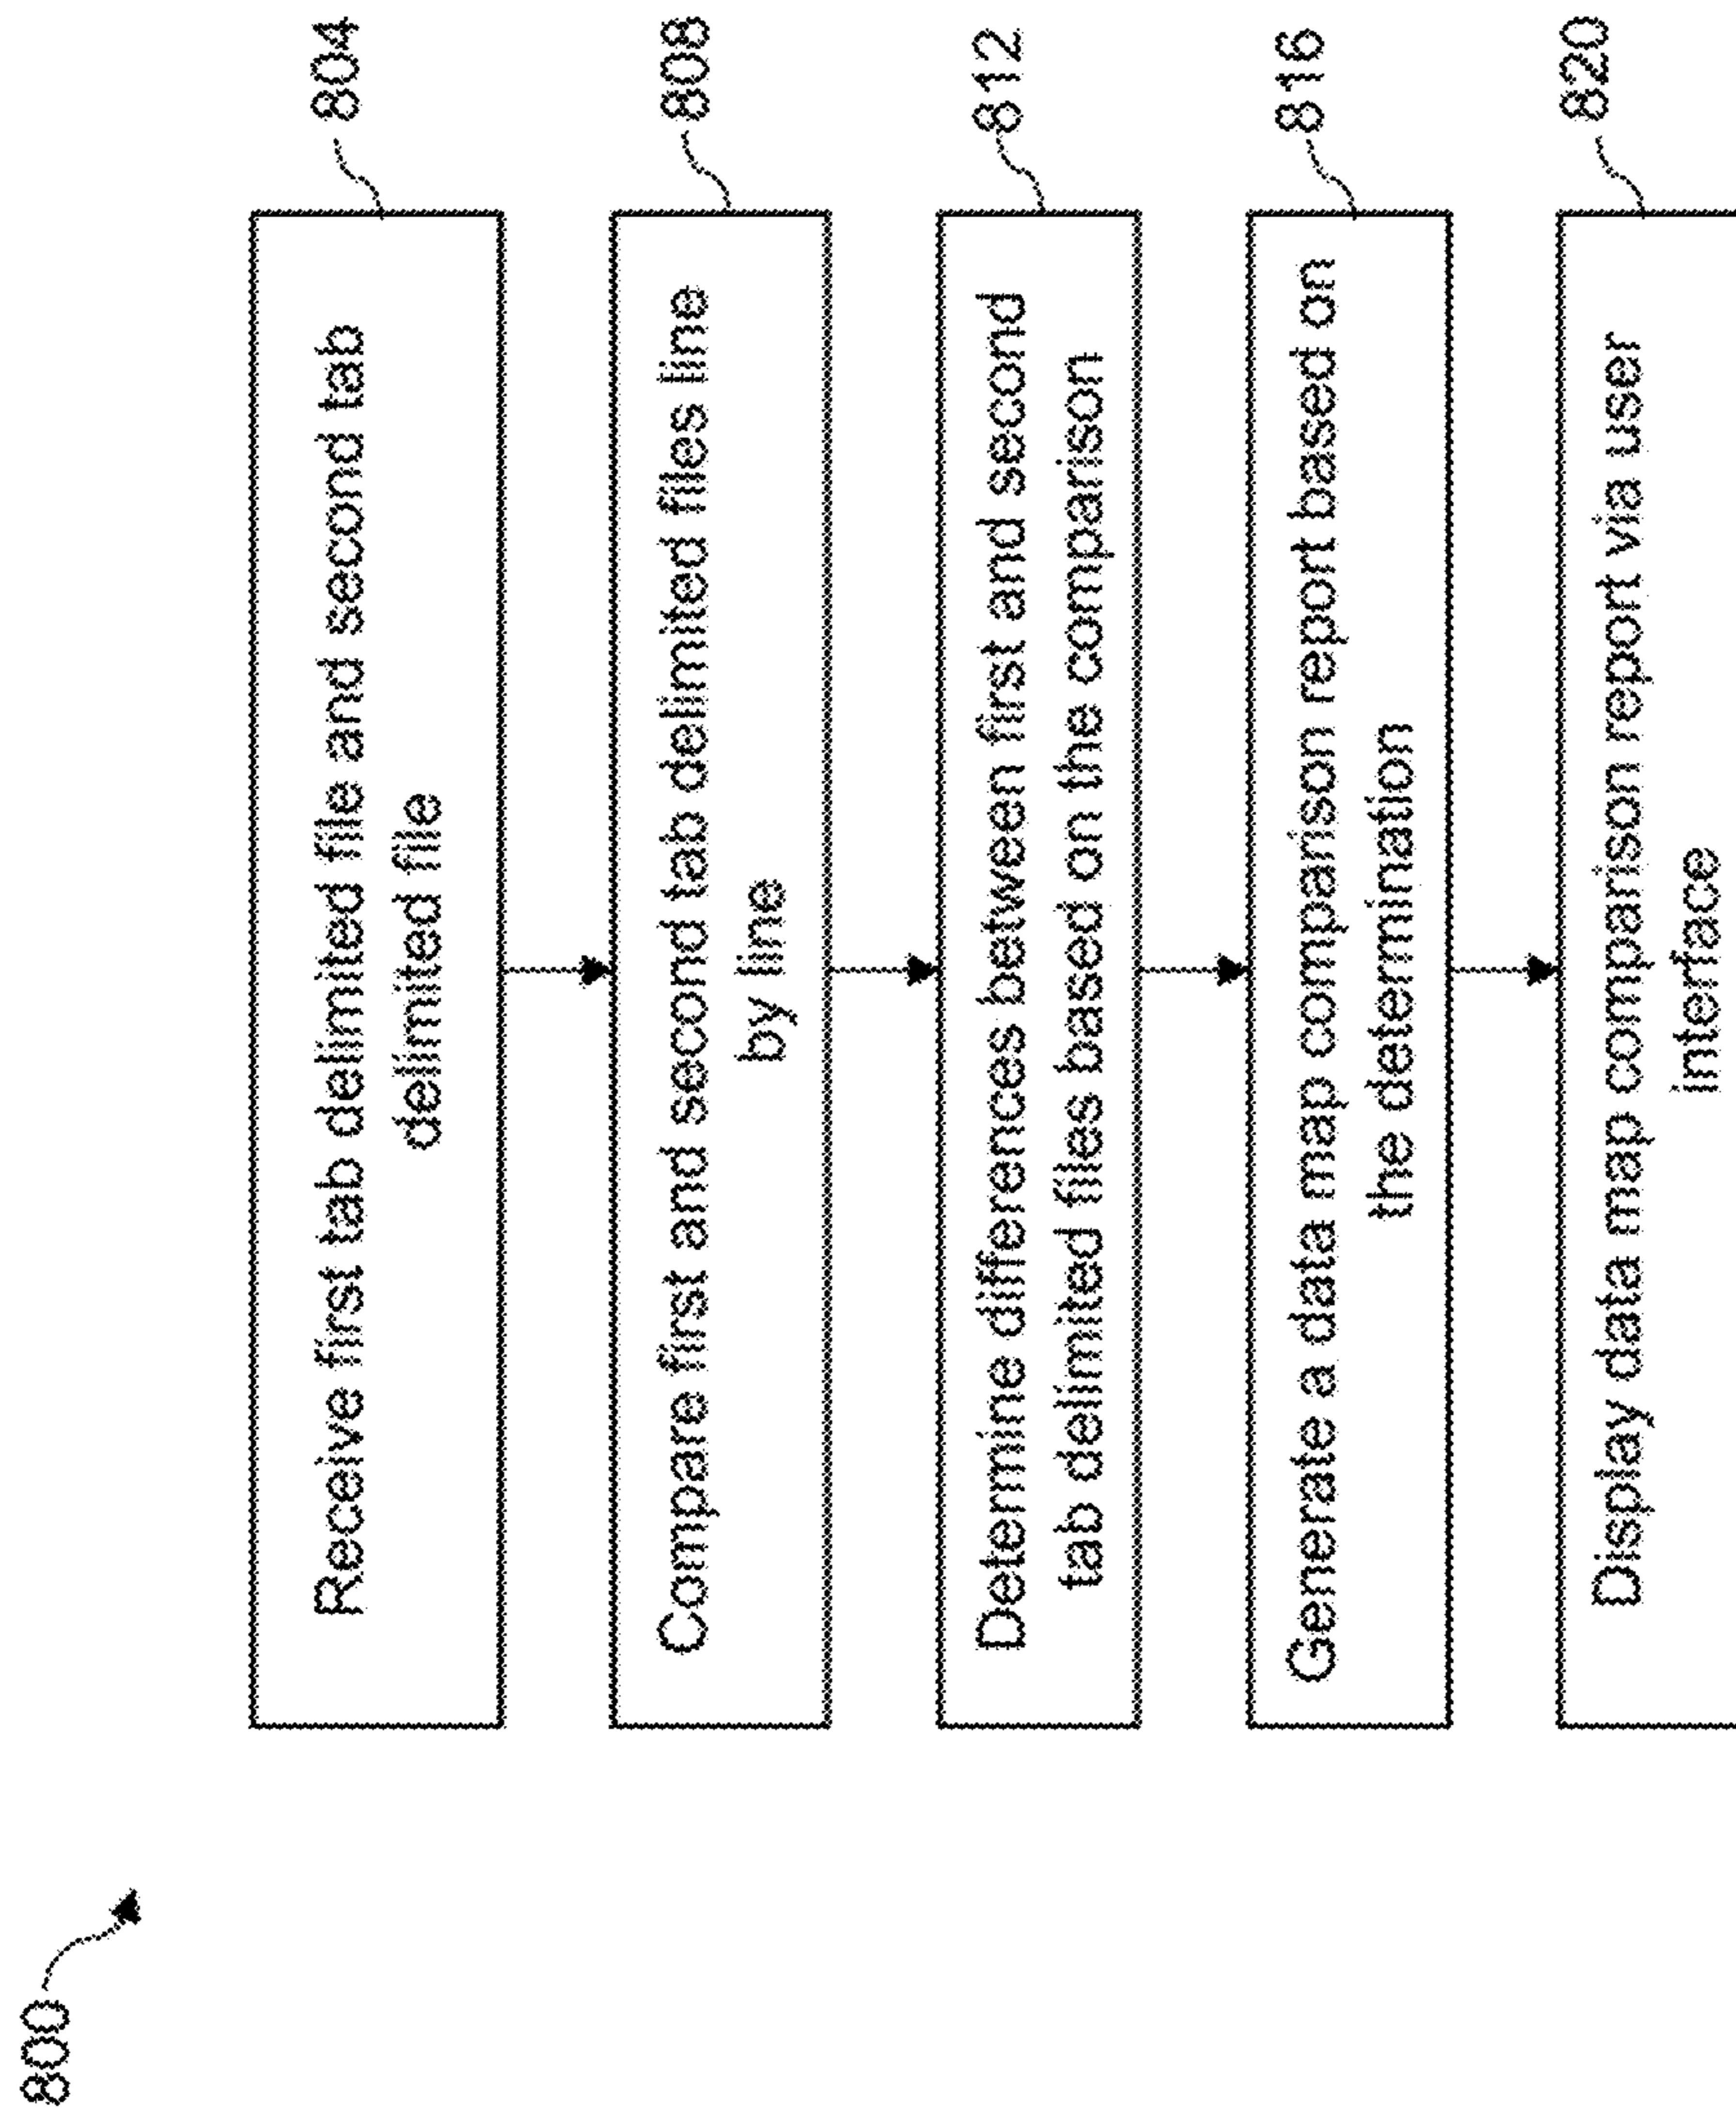 800
Receive first tab delimited file and second tab
delimited file
804
Compare first and second tab delimited files line
by line
808
Determine differences between first and second
tab delimited files based on the comparison
812
Generate a data map comparison report based on
the determination
816
Display data map comparison report via user
interface
820